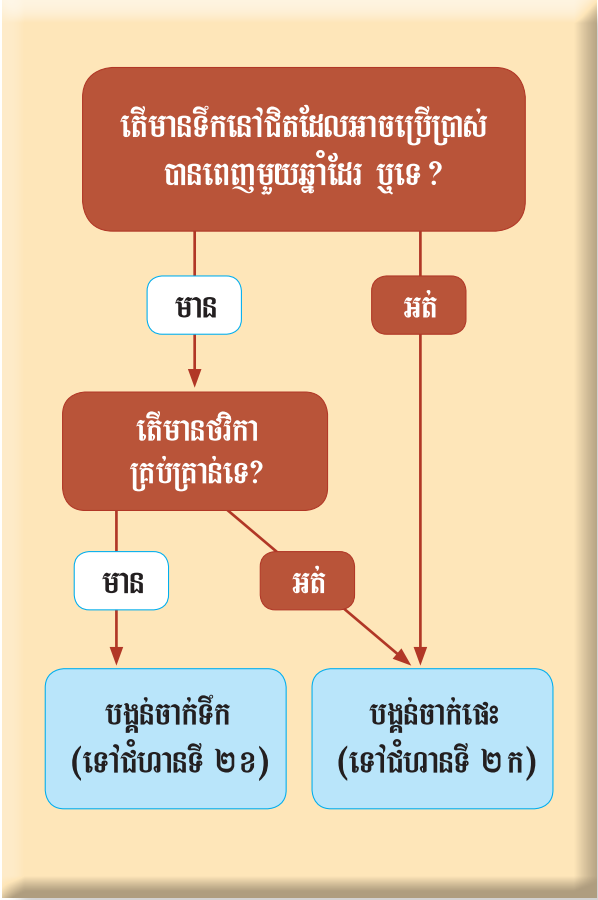 តើមានទឹកនៅជិតដែលអាចប្រើប្រាស់
បានពេញមួយឆ្នាំដែរ ឬទេ ?
មាន
អត់
តើមានថវិកា
គ្រប់គ្រាន់ទេ?
មាន
អត់
បង្គន់ចាក់ទឹក
(ទៅជំហានទី ២ខ)
បង្គន់ចាក់ផេះ
(ទៅជំហានទី ២ក)